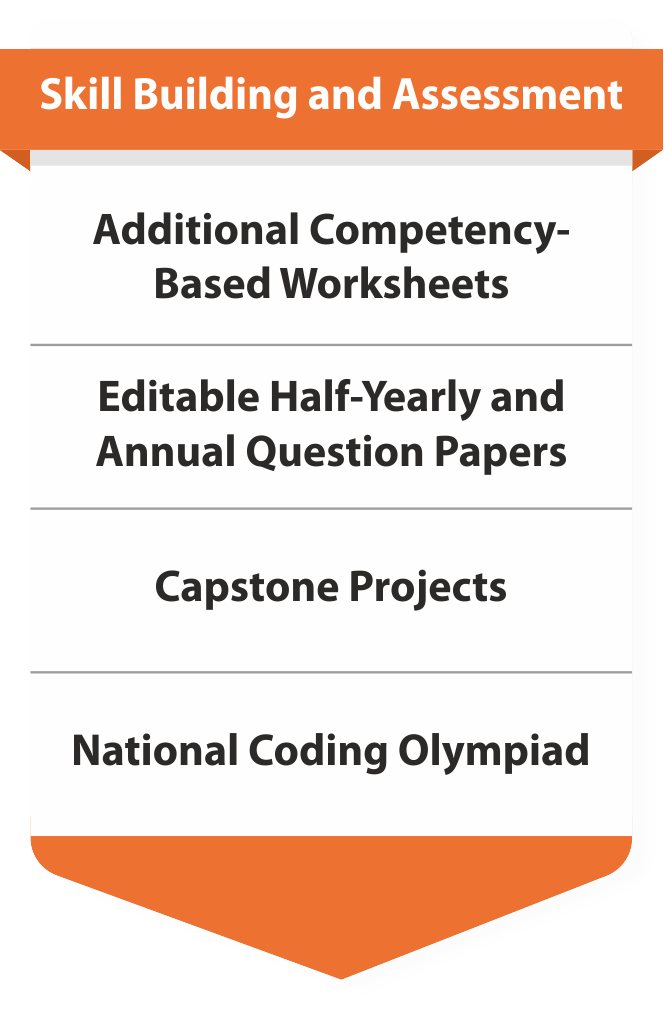 Skill Building and Assessment
Additional Competency-
Based Worksheets
Editable Half-Yearly and
Annual Question Papers
Capstone Projects
National Coding Olympiad